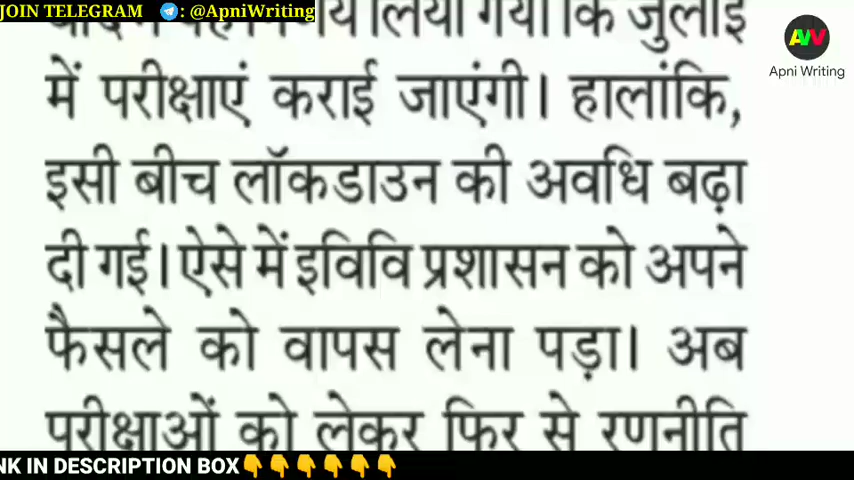 JOIN TELEGRAM : @ApniWriting
लिया गया कि जुलाई
AW
Apni Writing
में परीक्षाएं कराई जाएंगी। हालांकि,
इसी बीच लॉकडाउन की अवधि बढ़ा
दी गई। ऐसे में इविवि प्रशासन को अपने
फैसले को वापस लेना पड़ा। अब
परीक्षाओं को लेकर फिर से रणनीति
NK IN DESCRIPTION BOX👇👇👇👇👇👇